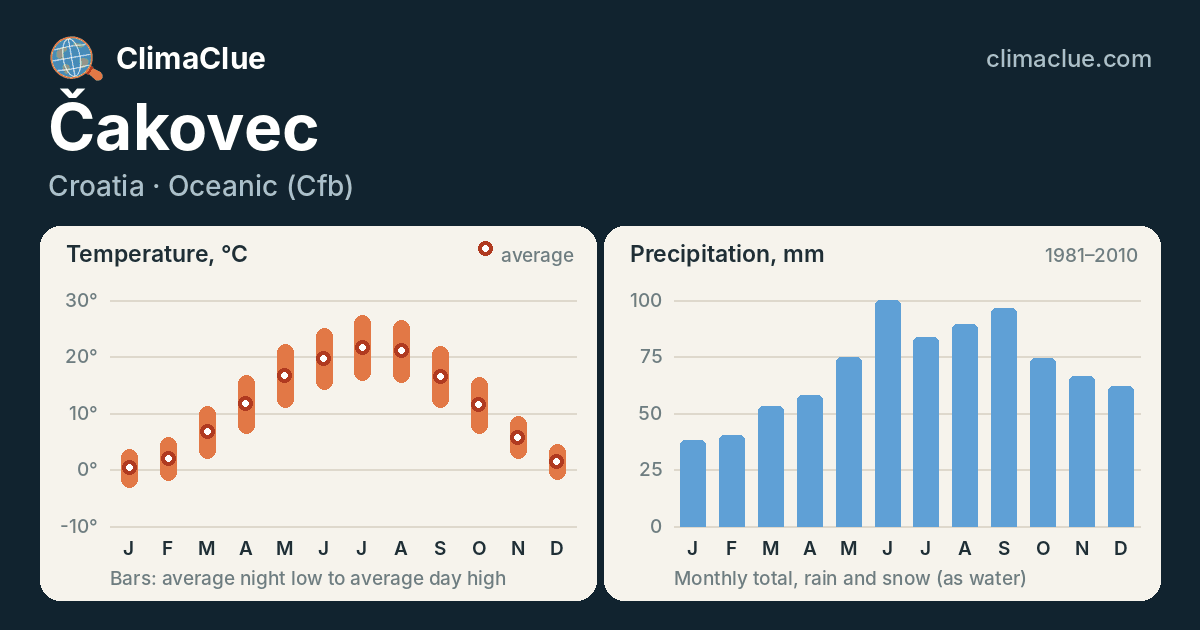 ClimaClue
climaclue.com
Čakovec
Croatia · Oceanic (Cfb)
Temperature, °C
average
30°
20°
10°
0°
-10°
J F M A M J J A S O N D
Bars: average night low to average day high
Precipitation, mm
1981–2010
100
75
50
25
0
J F M A M J J A S O N D
Monthly total, rain and snow (as water)